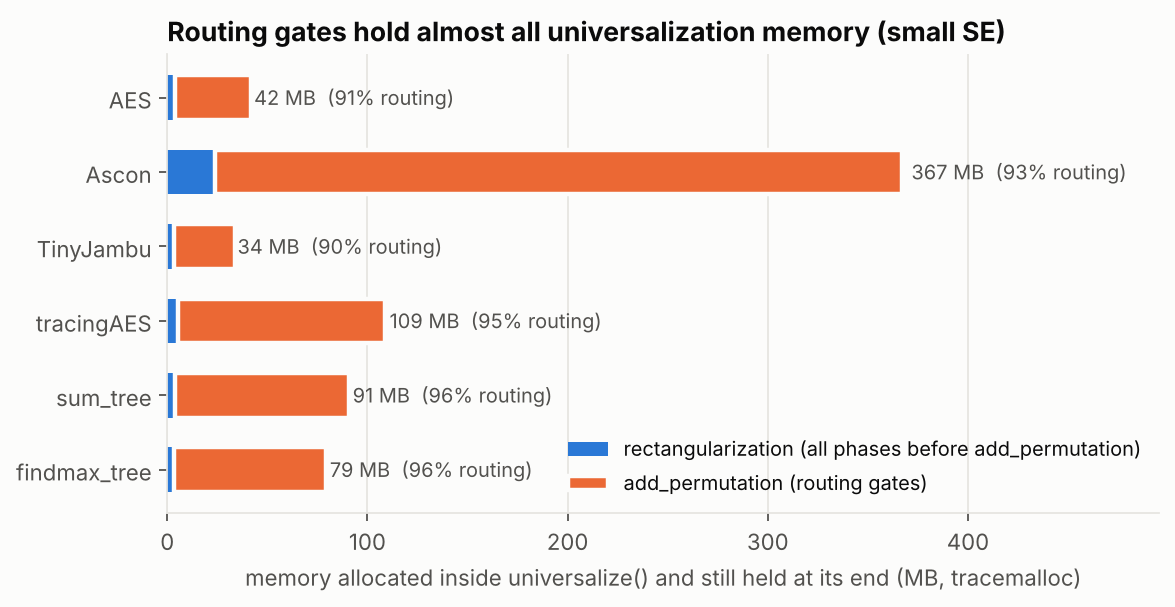 Routing gates hold almost all universalization memory (small SE)
AES
42 MB (91% routing)
Ascon
367 MB (93% routing)
TinyJambu
34 MB (90% routing)
tracingAES
109 MB (95% routing)
sum_tree
91 MB (96% routing)
findmax_tree
79 MB (96% routing)
rectangularization (all phases before add_permutation)
add_permutation (routing gates)
0 100 200 300 400
memory allocated inside universalize() and still held at its end (MB, tracemalloc)